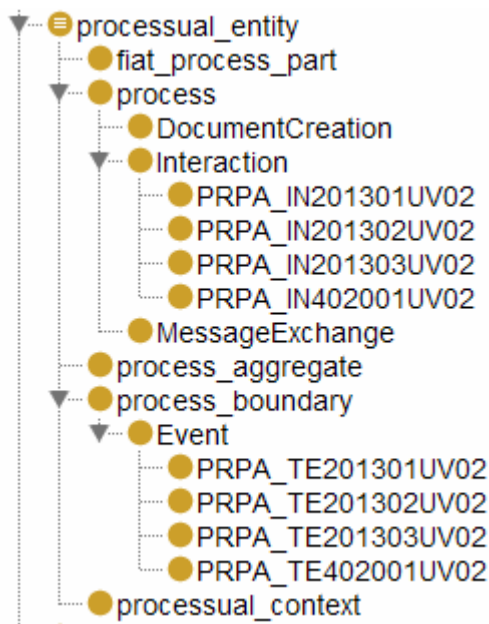 processual_entity
fiat_process_part
process
DocumentCreation
Interaction
PRPA_IN201301UV02
PRPA_IN201302UV02
PRPA_IN201303UV02
PRPA_IN402001UV02
MessageExchange
process_aggregate
process_boundary
Event
PRPA_TE201301UV02
PRPA_TE201302UV02
PRPA_TE201303UV02
PRPA_TE402001UV02
processual_context